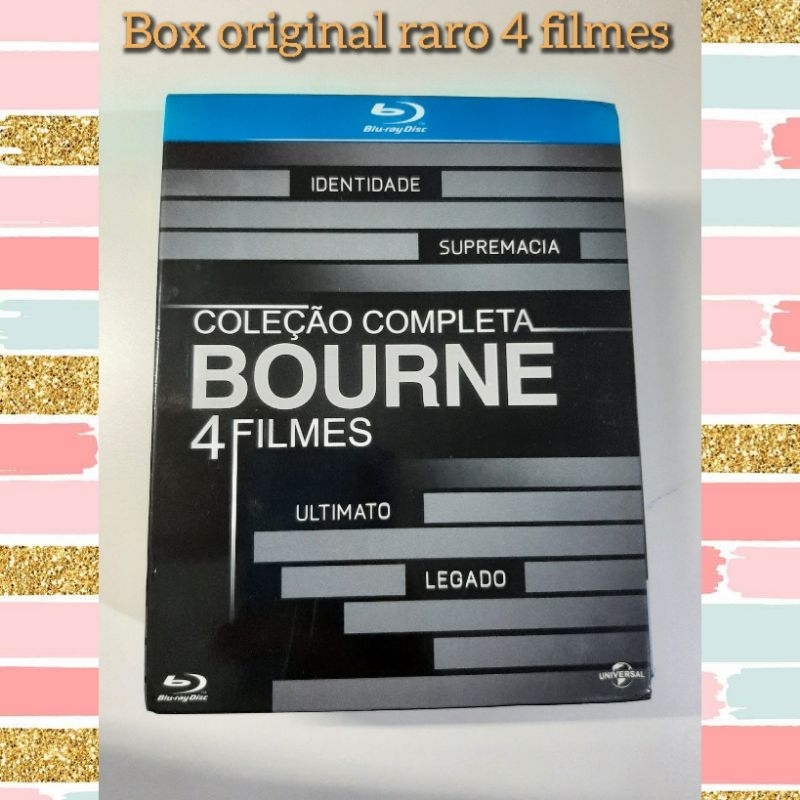 Box original raro 4 filmes
Blu-ray Disc
IDENTIDADE
SUPREMACIA
COLEÇÃO COMPLETA
BOURNE
4 FILMES
ULTIMATO
LEGADO
Blu-ray Disc
UNIVERSAL